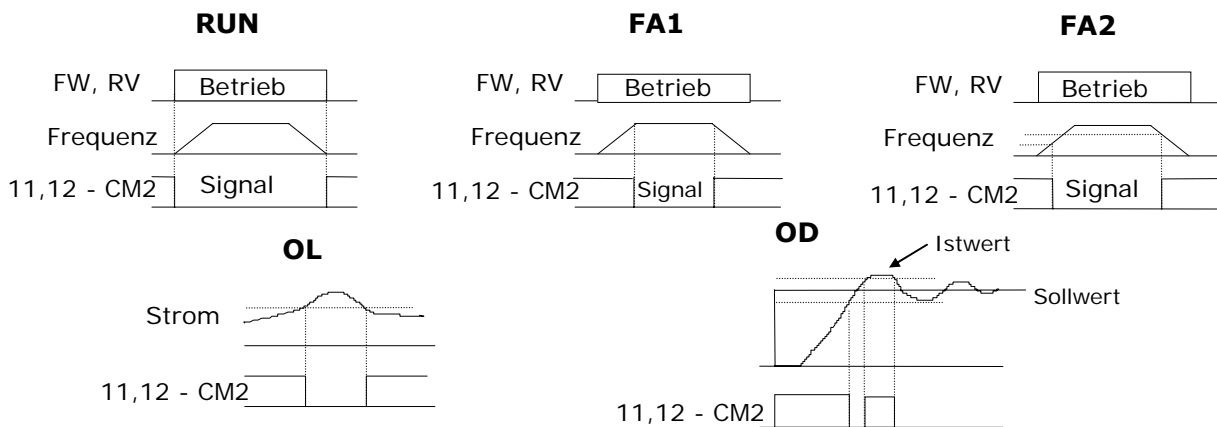 RUN
FW, RV
Betrieb
Frequenz
11,12 - CM2
Signal
FA1
FW, RV
Betrieb
Frequenz
11,12 - CM2
Signal
FA2
FW, RV
Betrieb
Frequenz
11,12 - CM2
Signal
OL
Strom
11,12 - CM2
OD
Istwert
Sollwert
11,12 - CM2